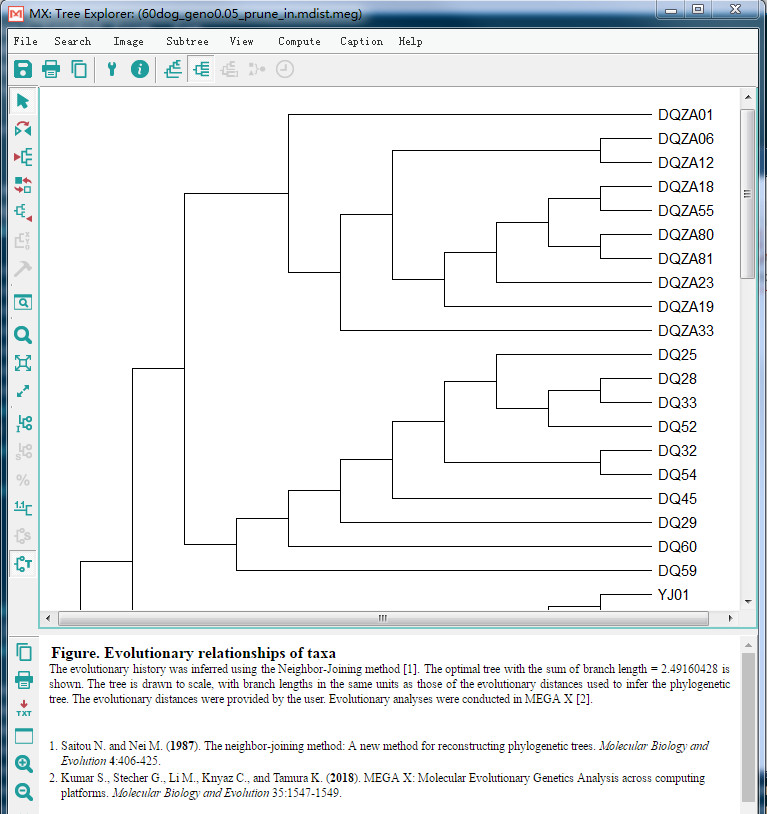 MX: Tree Explorer: (60dog_geno0.05_prune_in.mdist.meg)
File Search Image Subtree View Compute Caption Help
DQZA01
DQZA06
DQZA12
DQZA18
DQZA55
DQZA80
DQZA81
DQZA23
DQZA19
DQZA33
DQ25
DQ28
DQ33
DQ52
DQ32
DQ54
DQ45
DQ29
DQ60
DQ59
YJ01
%
1.1
TXT
Figure. Evolutionary relationships of taxa
The evolutionary history was inferred using the Neighbor-Joining method [1]. The optimal tree with the sum of branch length = 2.49160428 is
shown. The tree is drawn to scale, with branch lengths in the same units as those of the evolutionary distances used to infer the phylogenetic
tree. The evolutionary distances were provided by the user. Evolutionary analyses were conducted in MEGA X [2].
1. Saitou N. and Nei M. (1987). The neighbor-joining method: A new method for reconstructing phylogenetic trees. Molecular Biology and
Evolution 4:406-425.
2. Kumar S., Stecher G., Li M., Knyaz C., and Tamura K. (2018). MEGA X: Molecular Evolutionary Genetics Analysis across computing
platforms. Molecular Biology and Evolution 35:1547-1549.